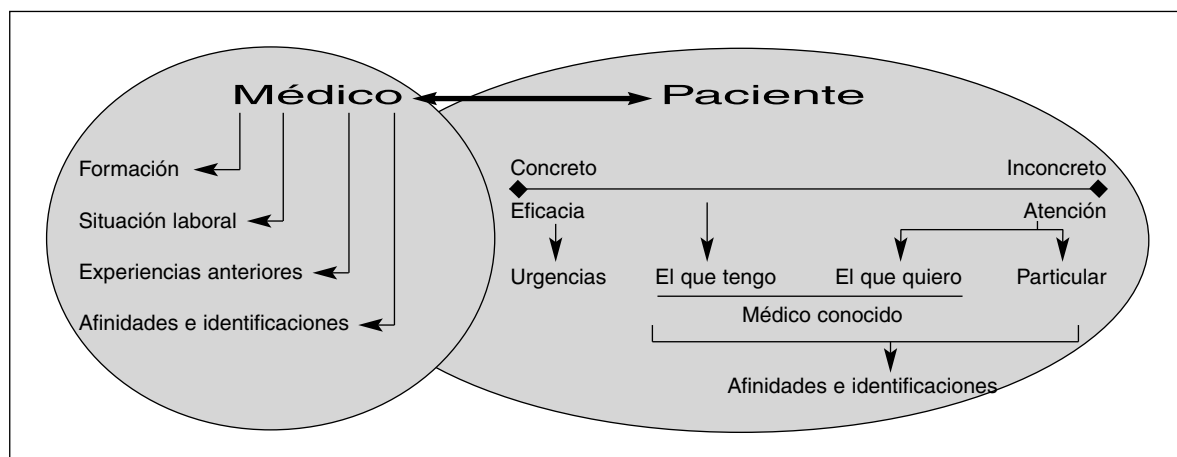 Médico
Paciente
Formación
Situación laboral
Experiencias anteriores
Afinidades e identificaciones
Concreto
Inconcreto
Eficacia
Atención
Urgencias
El que tengo
El que quiero
Particular
Médico conocido
Afinidades e identificaciones